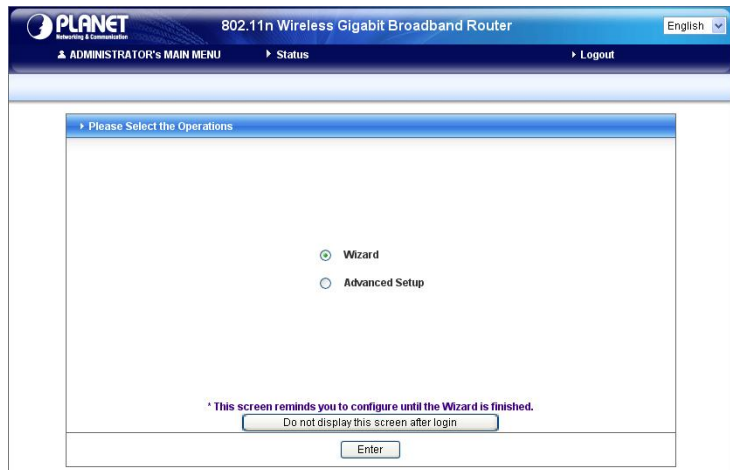 PLANET
Networking & Communication
802.11n Wireless Gigabit Broadband Router
English
ADMINISTRATOR's MAIN MENU
Status
Logout
Please Select the Operations
Wizard
Advanced Setup
* This screen reminds you to configure until the Wizard is finished.
Do not display this screen after login
Enter